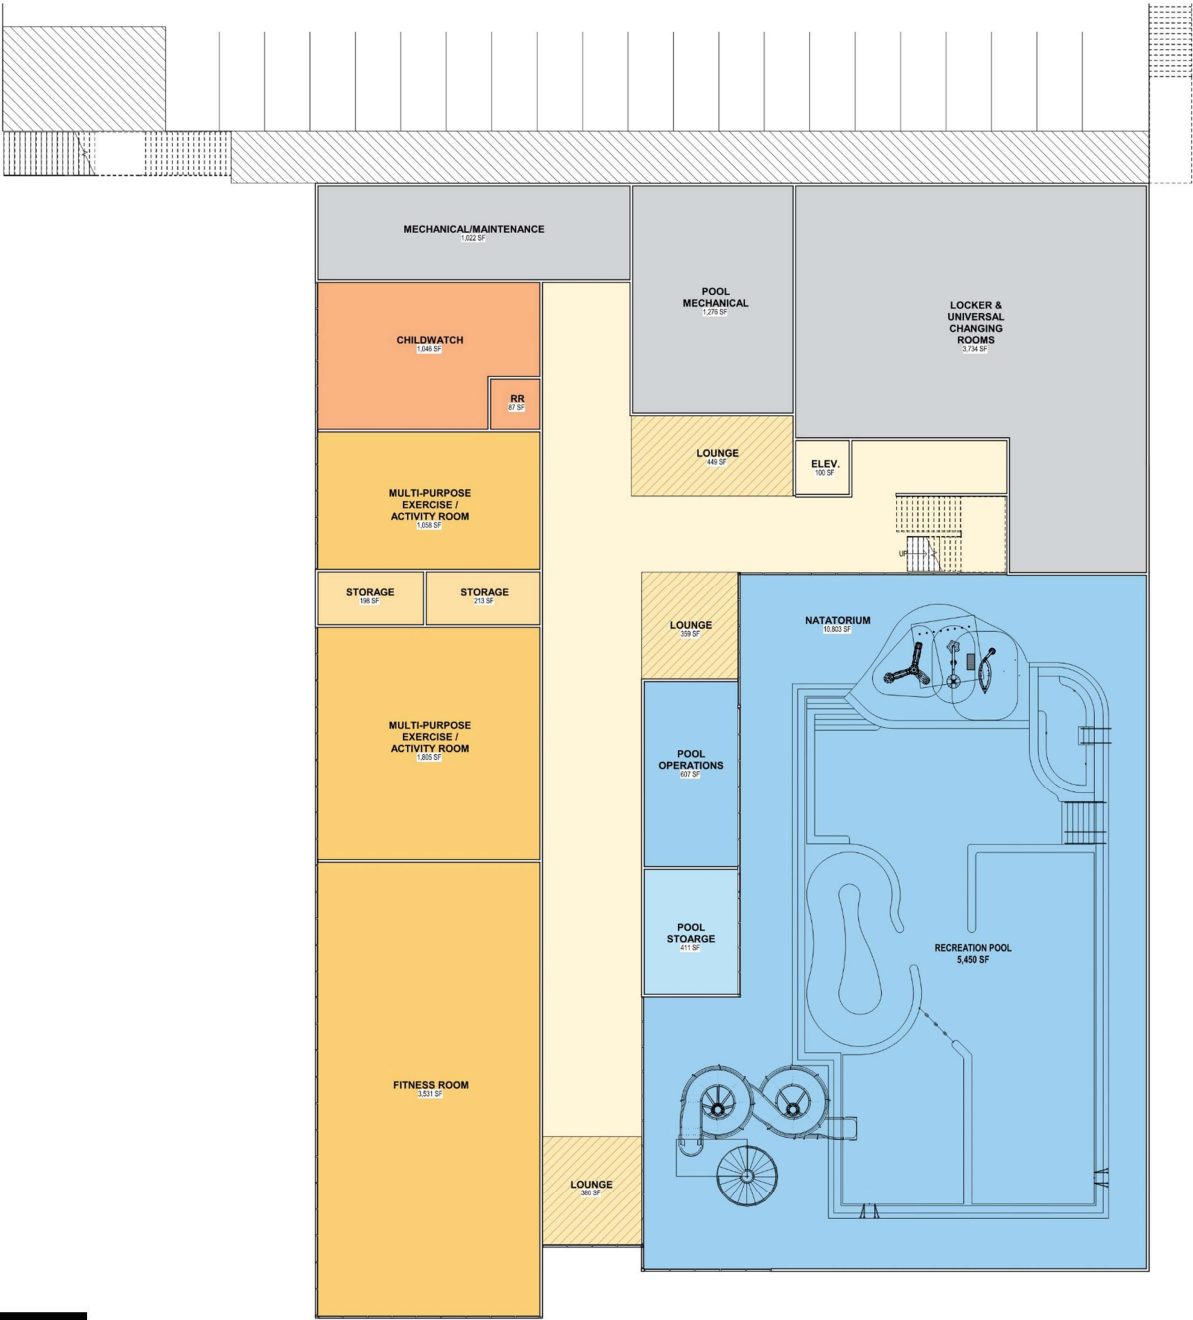 MECHANICAL/MAINTENANCE
1,022 SF
POOL
MECHANICAL
1,276 SF
LOCKER &
UNIVERSAL
CHANGING
ROOMS
3,734 SF
CHILDWATCH
1,046 SF
RR
87 SF
LOUNGE
449 SF
ELEV.
100 SF
MULTI-PURPOSE
EXERCISE /
ACTIVITY ROOM
1,058 SF
UP
STORAGE
198 SF
STORAGE
213 SF
LOUNGE
359 SF
NATATORIUM
10,803 SF
MULTI-PURPOSE
EXERCISE /
ACTIVITY ROOM
1,805 SF
POOL
OPERATIONS
607 SF
POOL
STOARGE
411 SF
RECREATION POOL
5,450 SF
FITNESS ROOM
3,531 SF
LOUNGE
360 SF